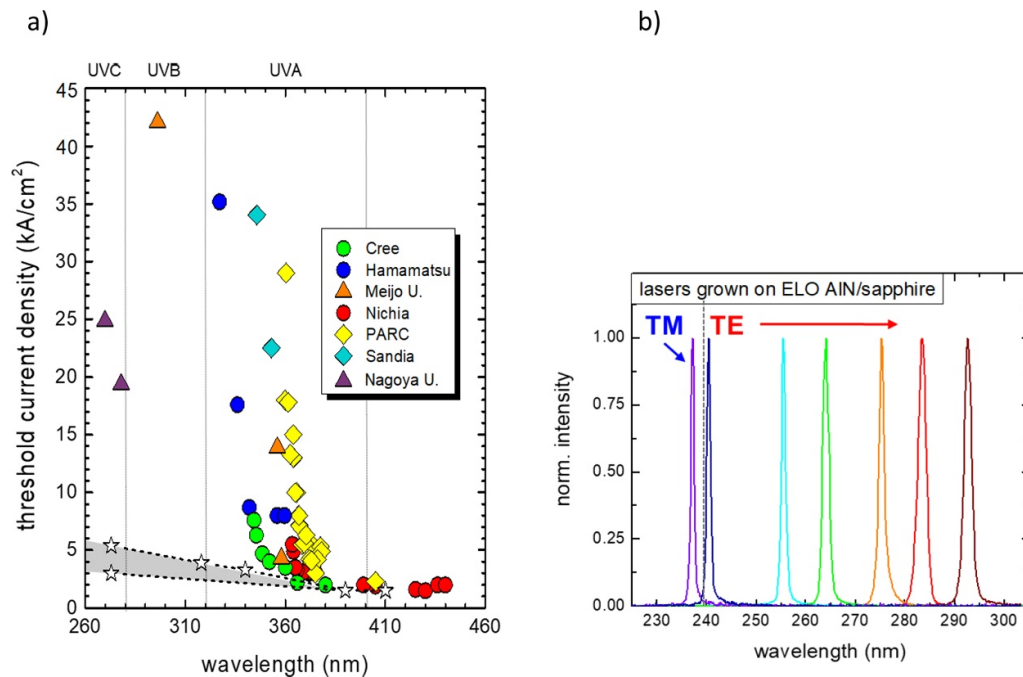 a)
UVC UVB UVA
45
40
35
30
25
20
15
10
5
0
threshold current density (kA/cm²)
Cree
Hamamatsu
Meijo U.
Nichia
PARC
Sandia
Nagoya U.
260 310 360 410 460
wavelength (nm)
b)
lasers grown on ELO AlN/sapphire
TM TE
1.00
0.75
0.50
0.25
0.00
norm. intensity
230 240 250 260 270 280 290 300
wavelength (nm)